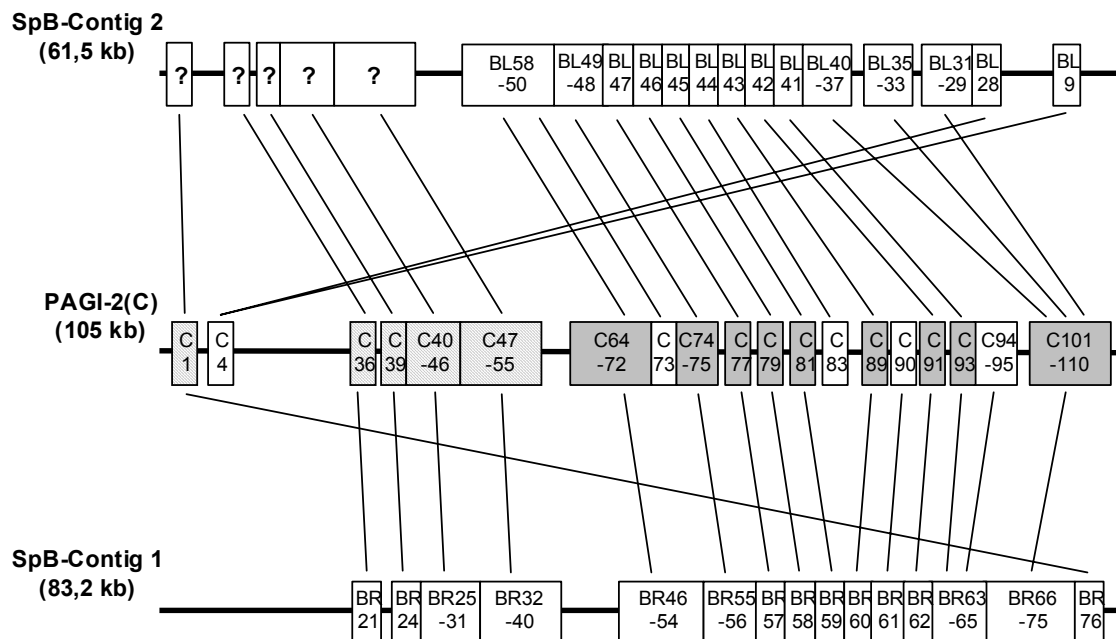 SpB-Contig 2
(61,5 kb)
? ? ? ? ?
BL58 BL49 BL BL BL BL BL BL BL BL40 BL35 BL31 BL BL
-50 -48 47 46 45 44 43 42 41 -37 -33 -29 28 9
PAGI-2(C)
(105 kb)
C C C C C40 C47 C64 C C74 C C C C C C C C C94 C101
1 4 36 39 -46 -55 -72 73 -75 77 79 81 83 89 90 91 93 -95 -110
SpB-Contig 1
(83,2 kb)
BR BR BR25 BR32 BR46 BR55 BR BR BR BR BR BR BR63 BR66 BR
21 24 -31 -40 -54 -56 57 58 59 60 61 62 -65 -75 76